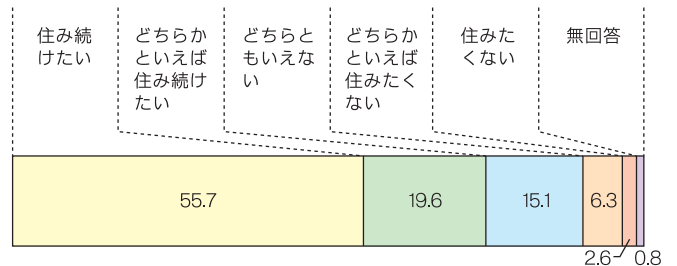 住み続
けたい
どちらか
といえば
住み続け
たい
どちらと
もいえな
い
どちらか
といえば
住みたく
ない
住みた
くない
無回答
55.7
19.6
15.1
6.3
2.6
0.8